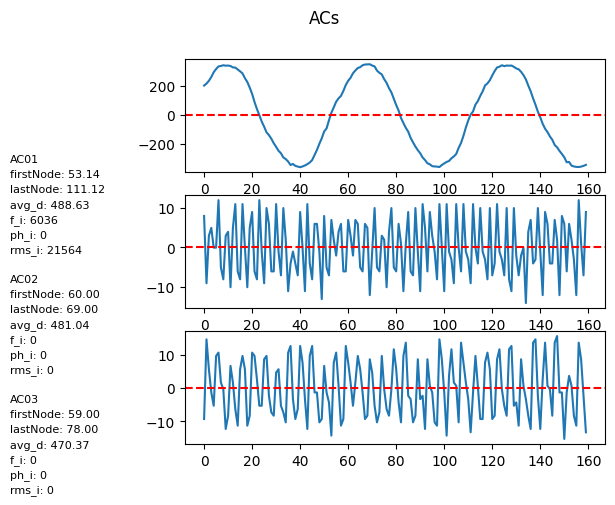 ACs
200
0
−200
0 20 40 60 80 100 120 140 160
10
0
−10
0 20 40 60 80 100 120 140 160
10
0
−10
0 20 40 60 80 100 120 140 160
AC01
firstNode: 53.14
lastNode: 111.12
avg_d: 488.63
f_i: 6036
ph_i: 0
rms_i: 21564
AC02
firstNode: 60.00
lastNode: 69.00
avg_d: 481.04
f_i: 0
ph_i: 0
rms_i: 0
AC03
firstNode: 59.00
lastNode: 78.00
avg_d: 470.37
f_i: 0
ph_i: 0
rms_i: 0